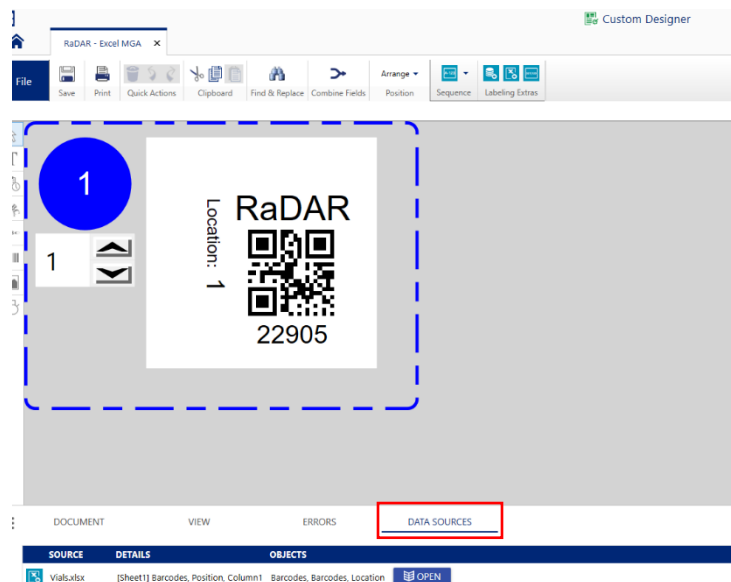 Custom Designer
RaDAR - Excel MGA X
File
Save Print Quick Actions Clipboard Find & Replace Combine Fields Arrange Position Sequence Labeling Extras
1
1
Location: 1
RaDAR
22905
DOCUMENT VIEW ERRORS DATA SOURCES
SOURCE DETAILS OBJECTS
Vials.xlsx [Sheet1] Barcodes, Position, Column1 Barcodes, Barcodes, Location OPEN